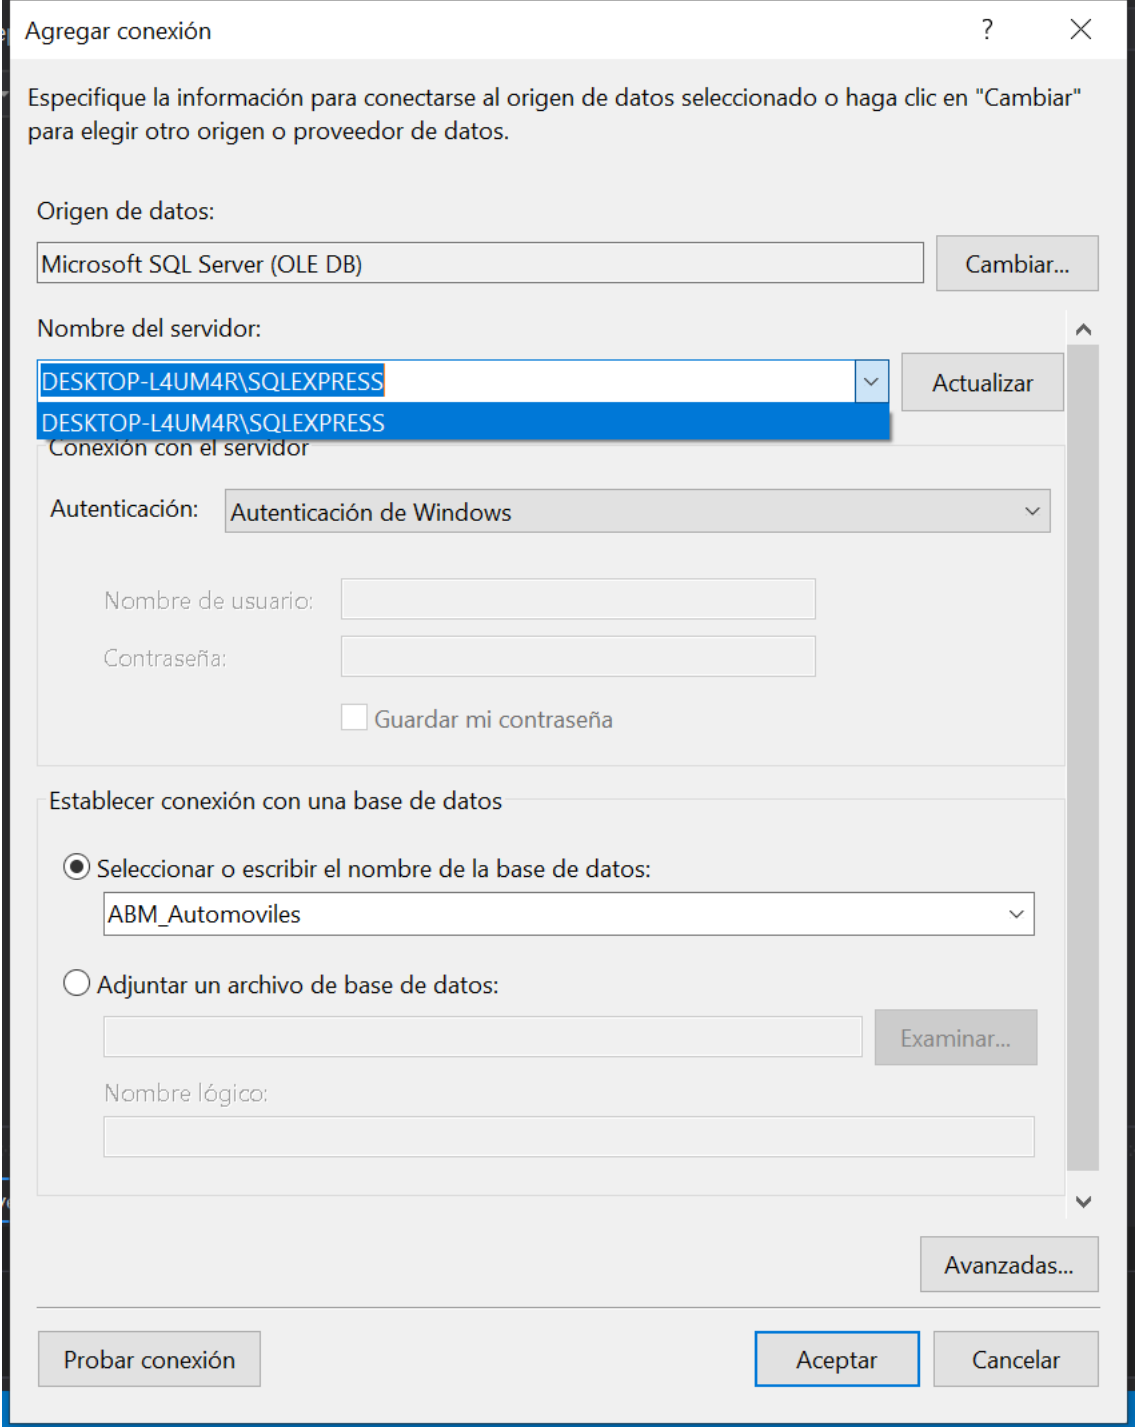 Agregar conexión
?
Especifique la información para conectarse al origen de datos seleccionado o haga clic en "Cambiar"
para elegir otro origen o proveedor de datos.
Origen de datos:
Microsoft SQL Server (OLE DB)
Cambiar...
Nombre del servidor:
DESKTOP-L4UM4R\SQLEXPRESS
Actualizar
DESKTOP-L4UM4R\SQLEXPRESS
Conexión con el servidor
Autenticación:
Autenticación de Windows
Nombre de usuario:
Contraseña:
Guardar mi contraseña
Establecer conexión con una base de datos
Seleccionar o escribir el nombre de la base de datos:
ABM_Automoviles
Adjuntar un archivo de base de datos:
Examinar...
Nombre lógico:
Avanzadas...
Probar conexión
Aceptar
Cancelar